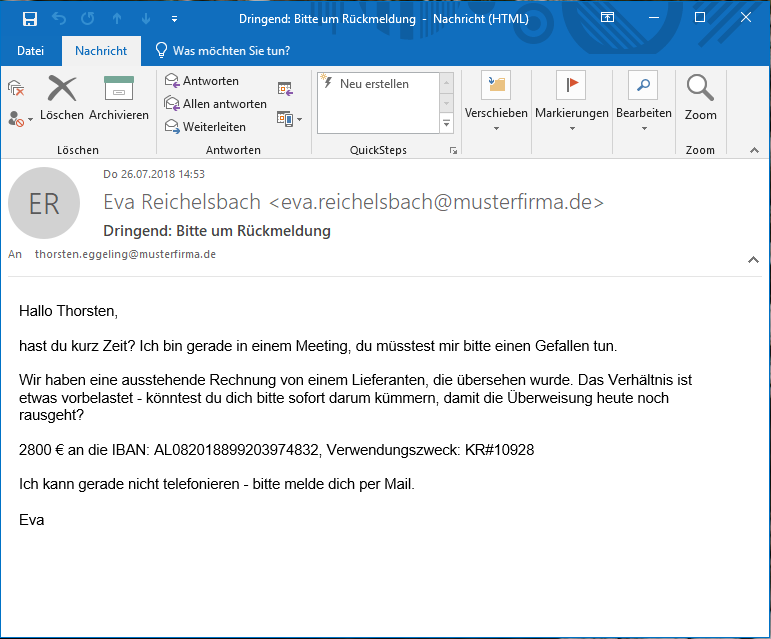 Dringend: Bitte um Rückmeldung - Nachricht (HTML)
Datei Nachricht Was möchten Sie tun?
Löschen Archivieren
Löschen
Antworten
Allen antworten
Weiterleiten
Antworten
Neu erstellen
QuickSteps
Verschieben
Markierungen
Bearbeiten
Zoom
Zoom
ER
Do 26.07.2018 14:53
Eva Reichelsbach <eva.reichelsbach@musterfirma.de>
Dringend: Bitte um Rückmeldung
An thorsten.eggeling@musterfirma.de
Hallo Thorsten,
hast du kurz Zeit? Ich bin gerade in einem Meeting, du müsstest mir bitte einen Gefallen tun.
Wir haben eine ausstehende Rechnung von einem Lieferanten, die übersehen wurde. Das Verhältnis ist
etwas vorbelastet - könntest du dich bitte sofort darum kümmern, damit die Überweisung heute noch
rausgeht?
2800 € an die IBAN: AL082018899203974832, Verwendungszweck: KR#10928
Ich kann gerade nicht telefonieren - bitte melde dich per Mail.
Eva